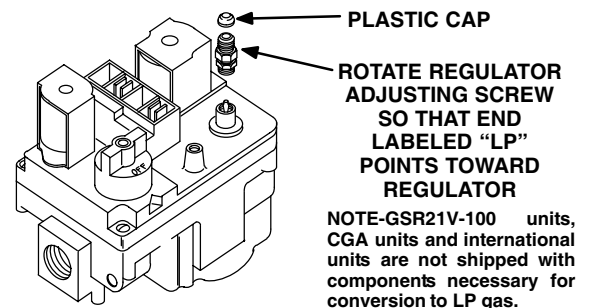 PLASTIC CAP
ROTATE REGULATOR
ADJUSTING SCREW
SO THAT END
LABELED “LP”
POINTS TOWARD
REGULATOR
OFF
NOTE-GSR21V-100 units,
CGA units and international
units are not shipped with
components necessary for
conversion to LP gas.